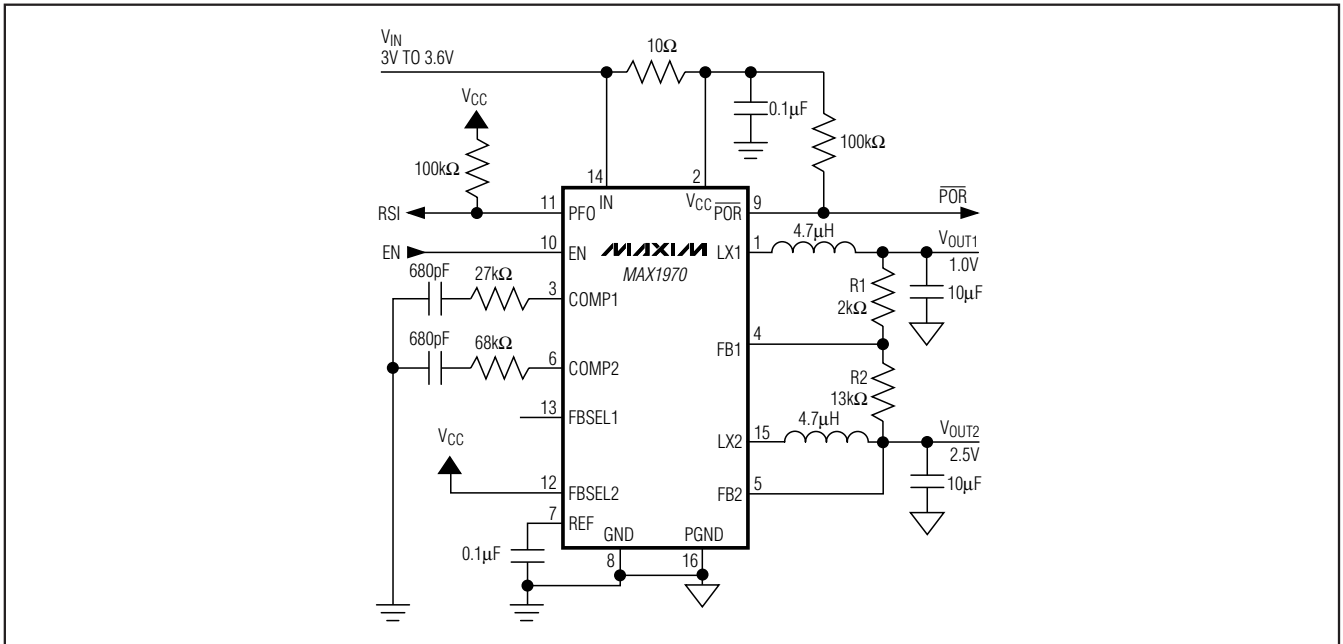 VIN
3V TO 3.6V
10Ω
VCC
0.1µF
100kΩ
100kΩ
14
2
IN
VCC
POR
11
PFO
9
RSI
POR
EN
10
EN
MAXIM
MAX1970
LX1
1
4.7µH
VOUT1
1.0V
680pF
27kΩ
3
COMP1
R1
2kΩ
10µF
FB1
4
680pF
68kΩ
6
COMP2
R2
13kΩ
13
FBSEL1
4.7µH
LX2
15
VOUT2
2.5V
VCC
12
FBSEL2
FB2
5
10µF
7
REF
0.1µF
GND
PGND
8
16